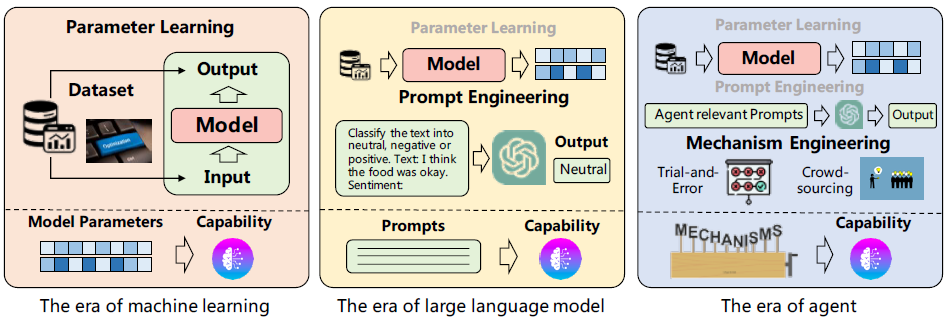 Parameter Learning
Output
Dataset
Optimization
Model
Input
Model Parameters
Capability
The era of machine learning
Parameter Learning
Model
Prompt Engineering
Classify the text into
neutral, negative or
positive. Text: I think
the food was okay.
Sentiment:
Output
Neutral
Prompts
Capability
The era of large language model
Parameter Learning
Model
Prompt Engineering
Agent relevant Prompts
Output
Mechanism Engineering
Trial-and-
Error
Crowd-
sourcing
MECHANISMS
Capability
The era of agent